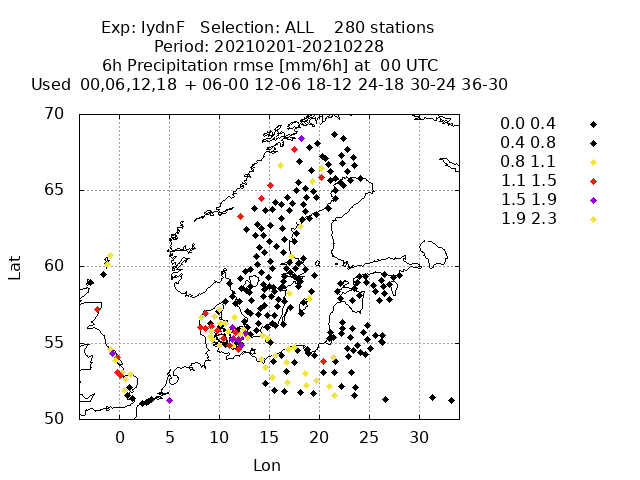 Exp: IydnF   Selection: ALL    280 stations
Period: 20210201-20210228
6h Precipitation rmse [mm/6h] at  00 UTC
Used  00,06,12,18  + 06-00 12-06 18-12 24-18 30-24 36-30
70
65
60
55
50
Lat
0 5 10 15 20 25 30
Lon
0.0 0.4
0.4 0.8
0.8 1.1
1.1 1.5
1.5 1.9
1.9 2.3